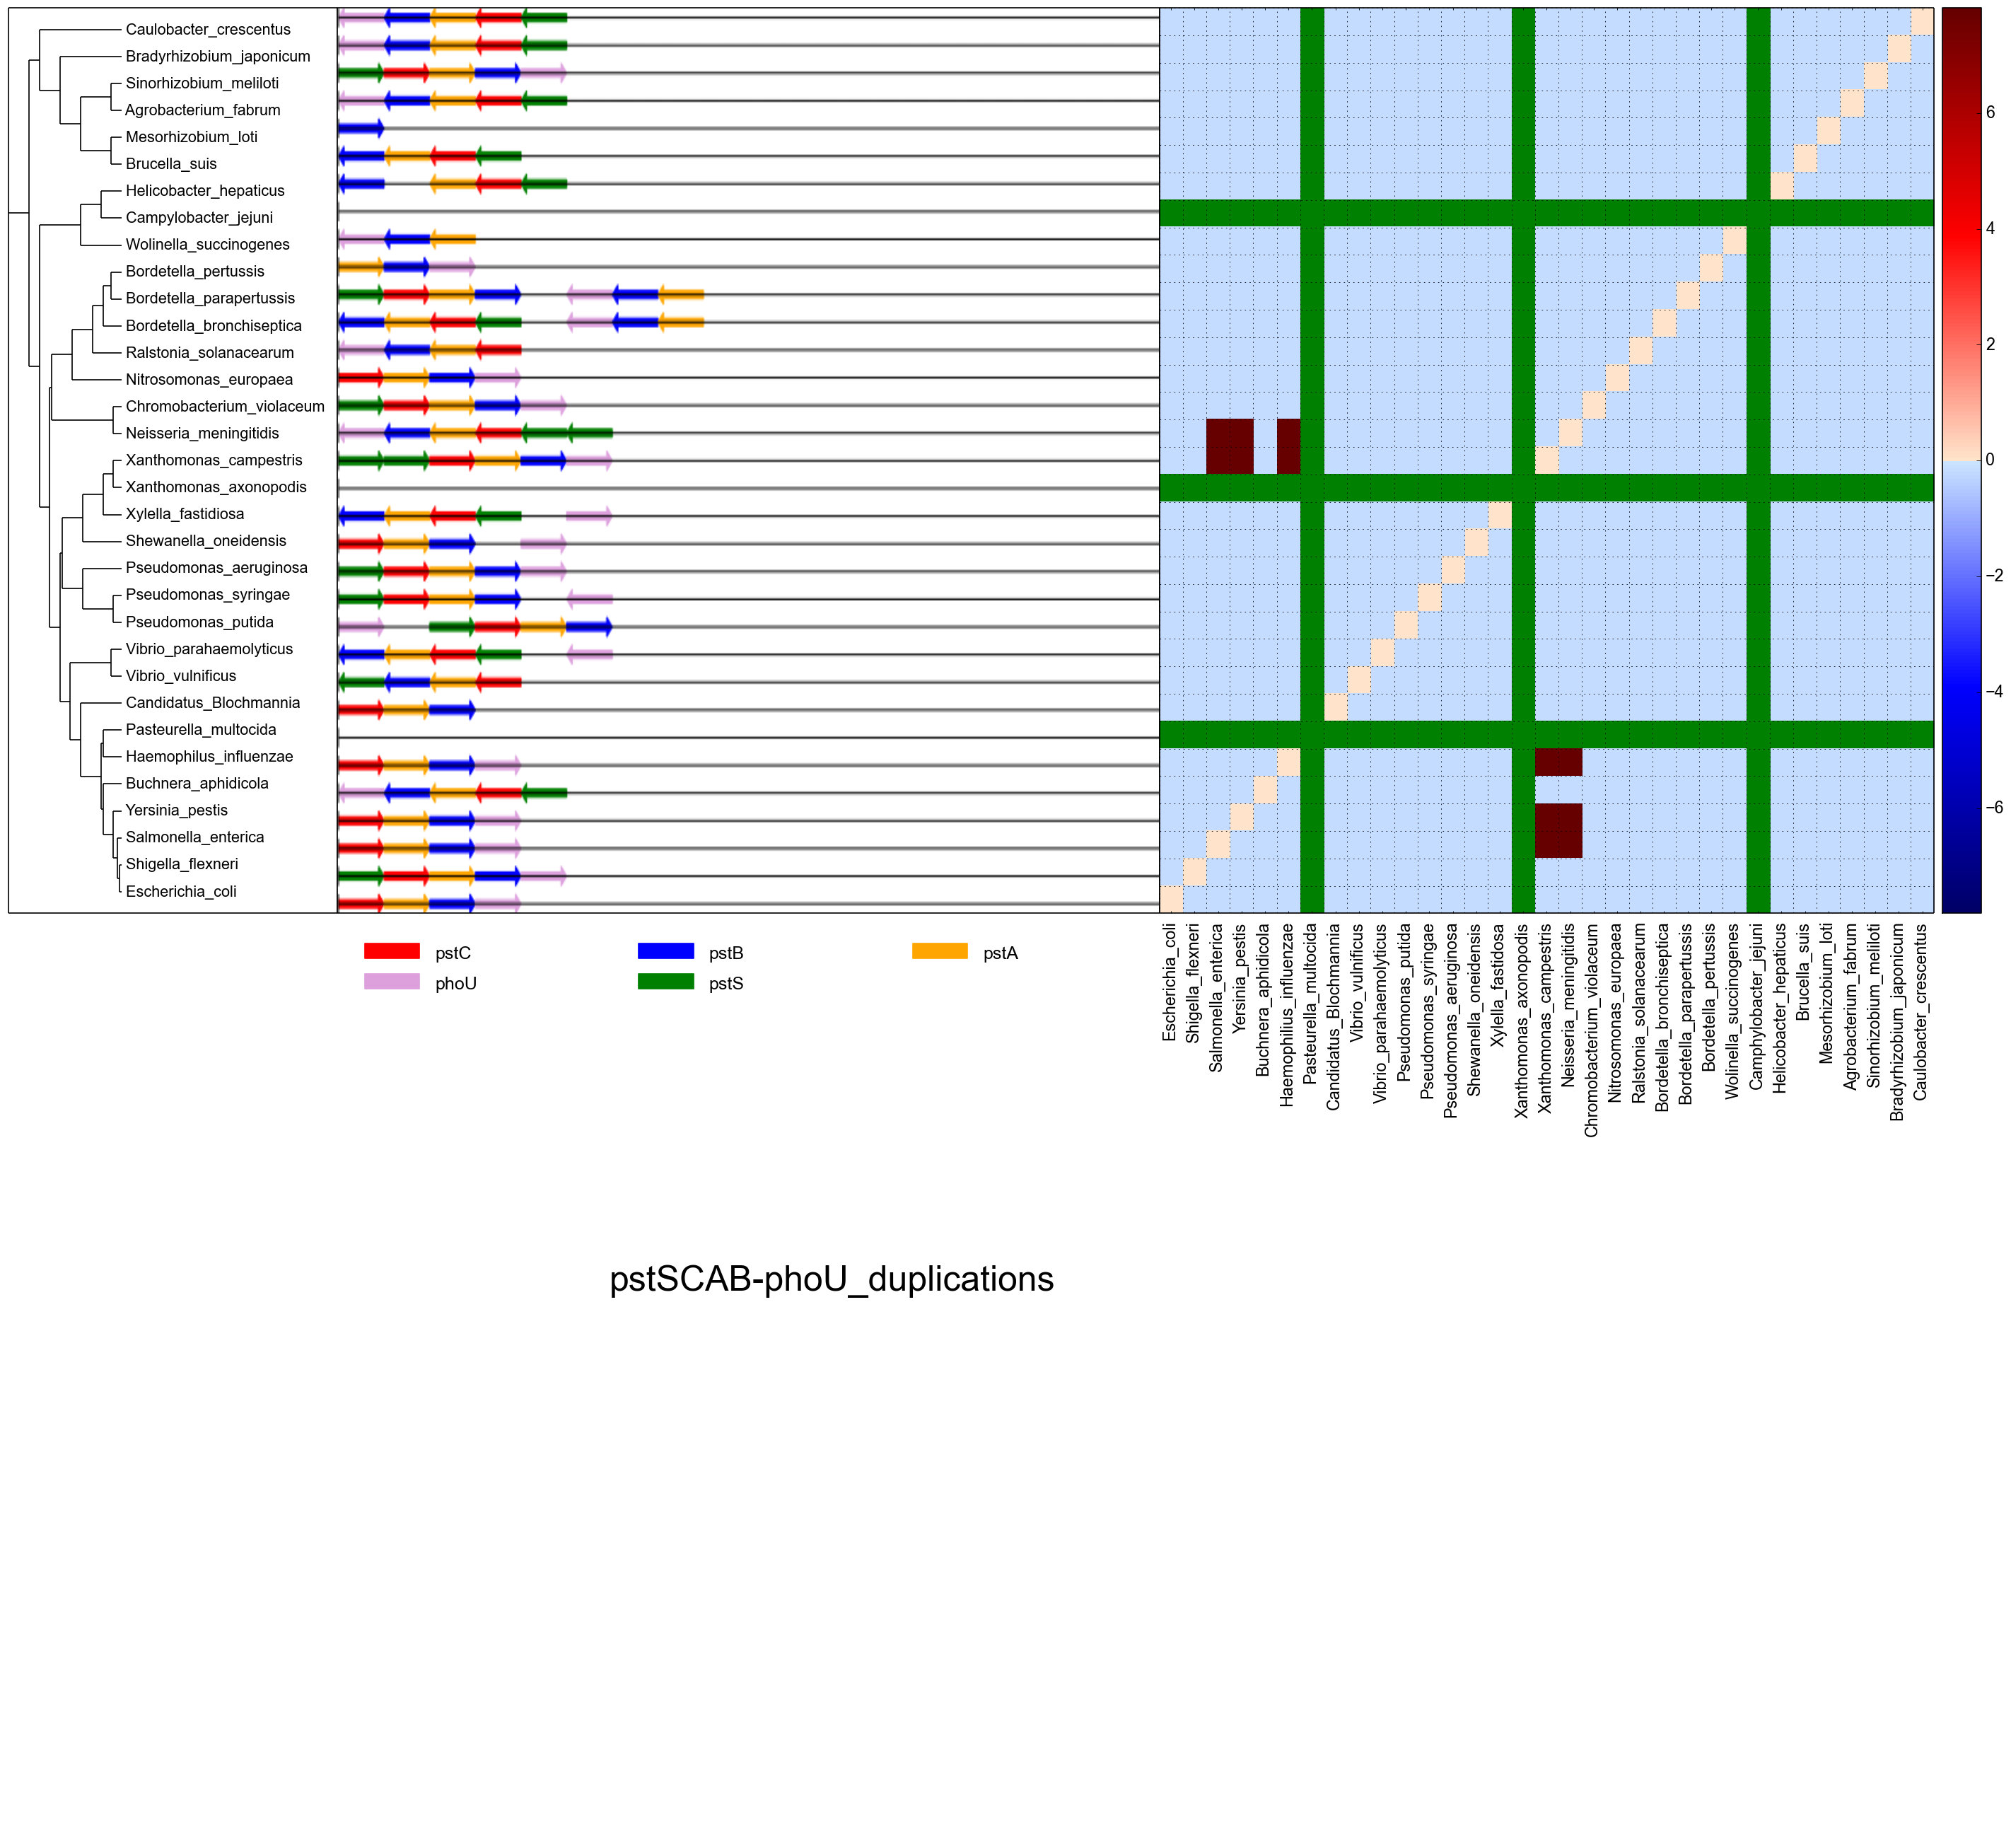 Caulobacter_crescentus
Bradyrhizobium_japonicum
Sinorhizobium_meliloti
Agrobacterium_fabrum
Mesorhizobium_loti
Brucella_suis
Helicobacter_hepaticus
Campylobacter_jejuni
Wolinella_succinogenes
Bordetella_pertussis
Bordetella_parapertussis
Bordetella_bronchiseptica
Ralstonia_solanacearum
Nitrosomonas_europaea
Chromobacterium_violaceum
Neisseria_meningitidis
Xanthomonas_campestris
Xanthomonas_axonopodis
Xylella_fastidiosa
Shewanella_oneidensis
Pseudomonas_aeruginosa
Pseudomonas_syringae
Pseudomonas_putida
Vibrio_parahaemolyticus
Vibrio_vulnificus
Candidatus_Blochmannia
Pasteurella_multocida
Haemophilus_influenzae
Buchnera_aphidicola
Yersinia_pestis
Salmonella_enterica
Shigella_flexneri
Escherichia_coli
6
4
2
0
−2
−4
−6
pstC pstB pstA
phoU pstS
Escherichia_coli
Shigella_flexneri
Salmonella_enterica
Yersinia_pestis
Buchnera_aphidicola
Haemophilius_influenzae
Pasteurella_multocida
Candidatus_Blochmannia
Vibrio_vulnificus
Vibrio_parahaemolyticus
Pseudomonas_putida
Pseudomonas_syringae
Pseudomonas_aeruginosa
Shewanella_oneidensis
Xylella_fastidosa
Xanthomonas_axonopodis
Xanthomonas_campestris
Neisseria_meningitidis
Chromobacterium_violaceum
Nitrosomonas_europaea
Ralstonia_solanacearum
Bordetella_bronchiseptica
Bordetella_parapertussis
Bordetella_pertussis
Wolinella_succinogenes
Camphylobacter_jejuni
Helicobacter_hepaticus
Brucella_suis
Mesorhizobium_loti
Agrobacterium_fabrum
Sinorhizobium_meliloti
Bradyrhizobium_japonicum
Caulobacter_crescentus
pstSCAB-phoU_duplications